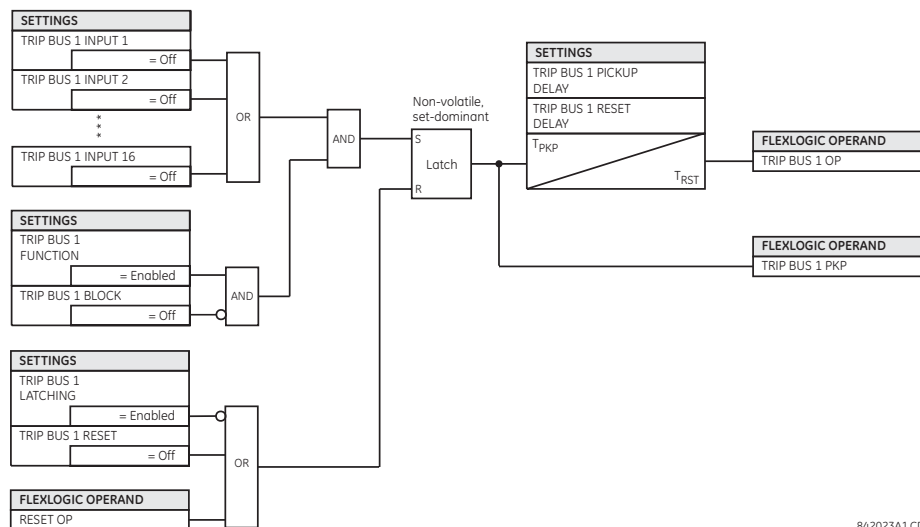 SETTINGS
TRIP BUS 1 INPUT 1
= Off
TRIP BUS 1 INPUT 2
= Off
***
TRIP BUS 1 INPUT 16
= Off
OR
AND
SETTINGS
TRIP BUS 1
FUNCTION
= Enabled
TRIP BUS 1 BLOCK
= Off
AND
SETTINGS
TRIP BUS 1
LATCHING
= Enabled
TRIP BUS 1 RESET
= Off
OR
FLEXLOGIC OPERAND
RESET OP
Non-volatile,
set-dominant
S
Latch
R
SETTINGS
TRIP BUS 1 PICKUP
DELAY
TRIP BUS 1 RESET
DELAY
TPKP
TRST
FLEXLOGIC OPERAND
TRIP BUS 1 OP
FLEXLOGIC OPERAND
TRIP BUS 1 PKP